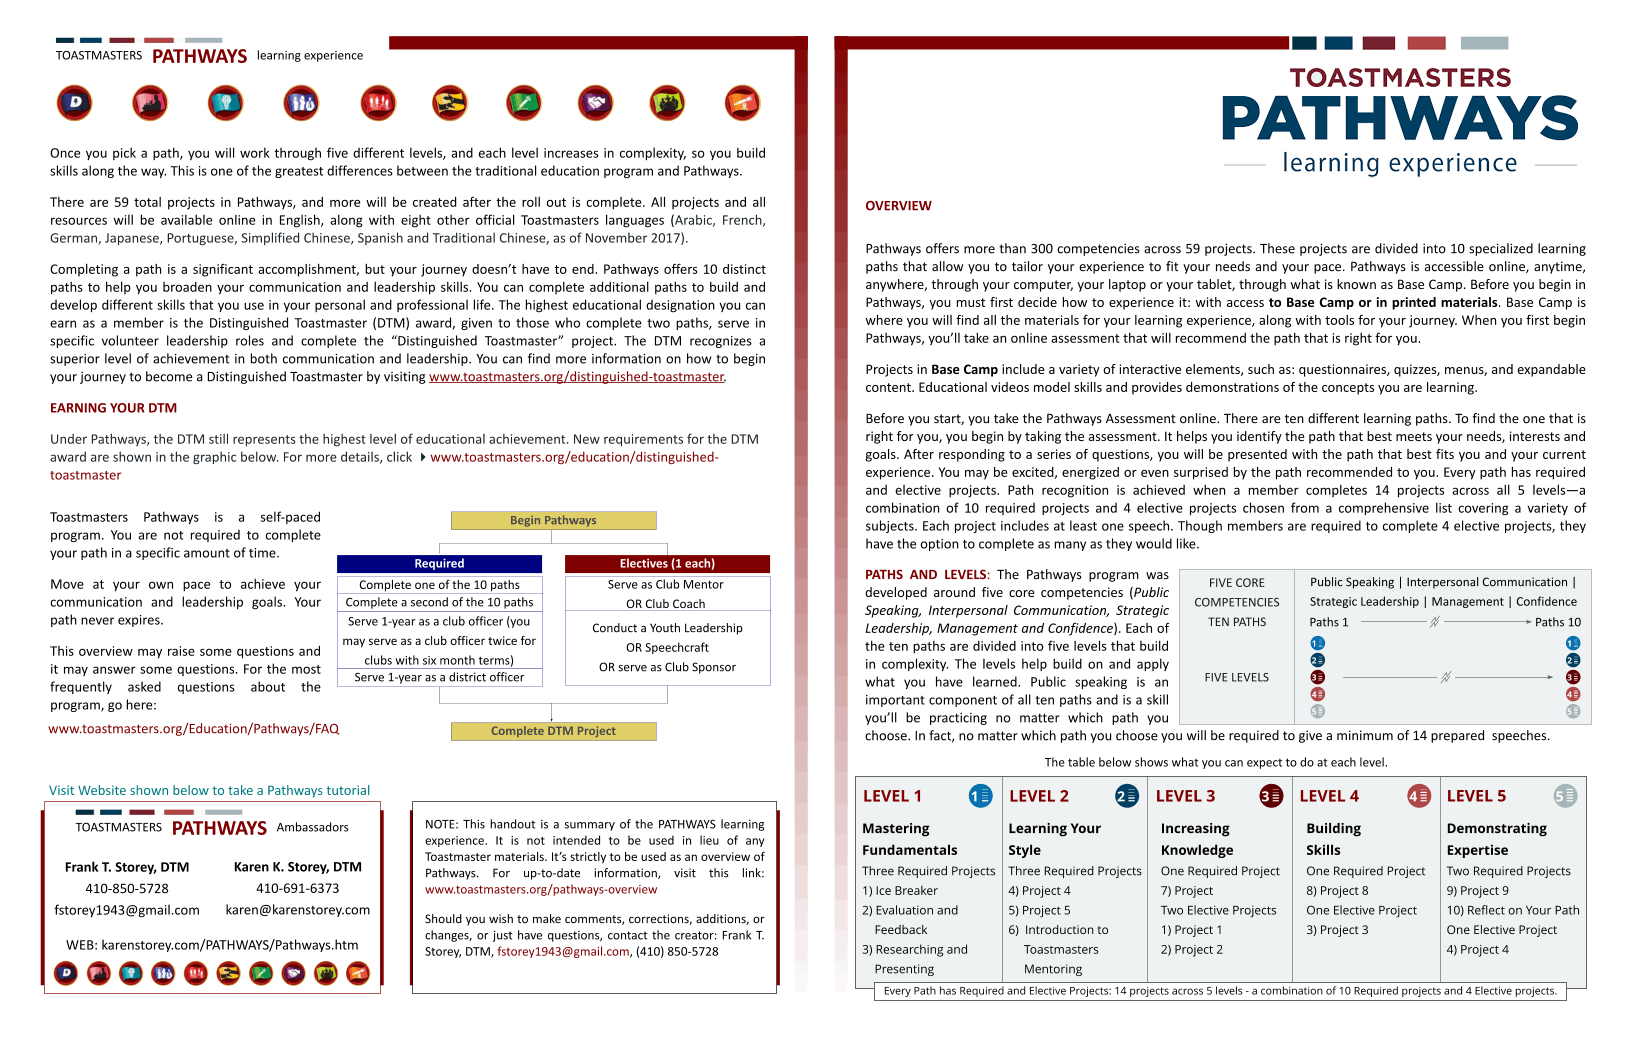 TOASTMASTERS PATHWAYS learning experience
Once you pick a path, you will work through five different levels, and each level increases in complexity, so you build
skills along the way. This is one of the greatest differences between the traditional education program and Pathways.
There are 59 total projects in Pathways, and more will be created after the roll out is complete. All projects and all
resources will be available online in English, along with eight other official Toastmasters languages (Arabic, French,
German, Japanese, Portuguese, Simplified Chinese, Spanish and Traditional Chinese, as of November 2017).
Completing a path is a significant accomplishment, but your journey doesn't have to end. Pathways offers 10 distinct
paths to help you broaden your communication and leadership skills. You can complete additional paths to build and
develop different skills that you use in your personal and professional life. The highest educational designation you can
earn as a member is the Distinguished Toastmaster (DTM) award, given to those who complete two paths, serve in
specific volunteer leadership roles and complete the “Distinguished Toastmaster” project. The DTM recognizes a
superior level of achievement in both communication and leadership. You can find more information on how to begin
your journey to become a Distinguished Toastmaster by visiting www.toastmasters.org/distinguished-toastmaster.
EARNING YOUR DTM
Under Pathways, the DTM still represents the highest level of educational achievement. New requirements for the DTM
award are shown in the graphic below. For more details, click www.toastmasters.org/education/distinguished-
toastmaster
Toastmasters Pathways is a self-paced
program. You are not required to complete
your path in a specific amount of time.
Move at your own pace to achieve your
communication and leadership goals. Your
path never expires.
This overview may raise some questions and
it may answer some questions. For the most
frequently asked questions about the
program, go here:
www.toastmasters.org/Education/Pathways/FAQ
Begin Pathways
Required
Complete one of the 10 paths
Complete a second of the 10 paths
Serve 1-year as a club officer (you
may serve as a club officer twice for
clubs with six month terms)
Serve 1-year as a district officer
Electives (1 each)
Serve as Club Mentor
OR Club Coach
Conduct a Youth Leadership
OR Speechcraft
OR serve as Club Sponsor
Complete DTM Project
Visit Website shown below to take a Pathways tutorial
TOASTMASTERS PATHWAYS Ambassadors
Frank T. Storey, DTM
410-850-5728
fstorey1943@gmail.com
Karen K. Storey, DTM
410-691-6373
karen@karenstorey.com
WEB: karenstorey.com/PATHWAYS/Pathways.htm
NOTE: This handout is a summary of the PATHWAYS learning
experience. It is not intended to be used in lieu of any
Toastmaster materials. It's strictly to be used as an overview of
Pathways. For up-to-date information, visit this link:
www.toastmasters.org/pathways-overview
Should you wish to make comments, corrections, additions, or
changes, or just have questions, contact the creator: Frank T.
Storey, DTM, fstorey1943@gmail.com, (410) 850-5728
TOASTMASTERS
PATHWAYS
learning experience
OVERVIEW
Pathways offers more than 300 competencies across 59 projects. These projects are divided into 10 specialized learning
paths that allow you to tailor your experience to fit your needs and your pace. Pathways is accessible online, anytime,
anywhere, through your computer, your laptop or your tablet, through what is known as Base Camp. Before you begin in
Pathways, you must first decide how to experience it: with access to Base Camp or in printed materials. Base Camp is
where you will find all the materials for your learning experience, along with tools for your journey. When you first begin
Pathways, you'll take an online assessment that will recommend the path that is right for you.
Projects in Base Camp include a variety of interactive elements, such as: questionnaires, quizzes, menus, and expandable
content. Educational videos model skills and provides demonstrations of the concepts you are learning.
Before you start, you take the Pathways Assessment online. There are ten different learning paths. To find the one that is
right for you, you begin by taking the assessment. It helps you identify the path that best meets your needs, interests and
goals. After responding to a series of questions, you will be presented with the path that best fits you and your current
experience. You may be excited, energized or even surprised by the path recommended to you. Every path has required
and elective projects. Path recognition is achieved when a member completes 14 projects across all 5 levels—a
combination of 10 required projects and 4 elective projects chosen from a comprehensive list covering a variety of
subjects. Each project includes at least one speech. Though members are required to complete 4 elective projects, they
have the option to complete as many as they would like.
PATHS AND LEVELS: The Pathways program was
developed around five core competencies (Public
Speaking, Interpersonal Communication, Strategic
Leadership, Management and Confidence). Each of
the ten paths are divided into five levels that build
in complexity. The levels help build on and apply
what you have learned. Public speaking is an
important component of all ten paths and is a skill
you'll be practicing no matter which path you
choose. In fact, no matter which path you choose you will be required to give a minimum of 14 prepared speeches.
FIVE CORE
COMPETENCIES
Public Speaking | Interpersonal Communication |
Strategic Leadership | Management | Confidence
TEN PATHS
Paths 1
Paths 10
FIVE LEVELS
1 1
2 2
3 3
4 4
5 5
The table below shows what you can expect to do at each level.
LEVEL 1 1
Mastering
Fundamentals
Three Required Projects
1) Ice Breaker
2) Evaluation and
Feedback
3) Researching and
Presenting
LEVEL 2 2
Learning Your
Style
Three Required Projects
4) Project 4
5) Project 5
6) Introduction to
Toastmasters
Mentoring
LEVEL 3 3
Increasing
Knowledge
One Required Project
7) Project
Two Elective Projects
1) Project 1
2) Project 2
LEVEL 4 4
Building
Skills
One Required Project
8) Project 8
One Elective Project
3) Project 3
LEVEL 5 5
Demonstrating
Expertise
Two Required Projects
9) Project 9
10) Reflect on Your Path
One Elective Project
4) Project 4
Every Path has Required and Elective Projects: 14 projects across 5 levels - a combination of 10 Required projects and 4 Elective projects.